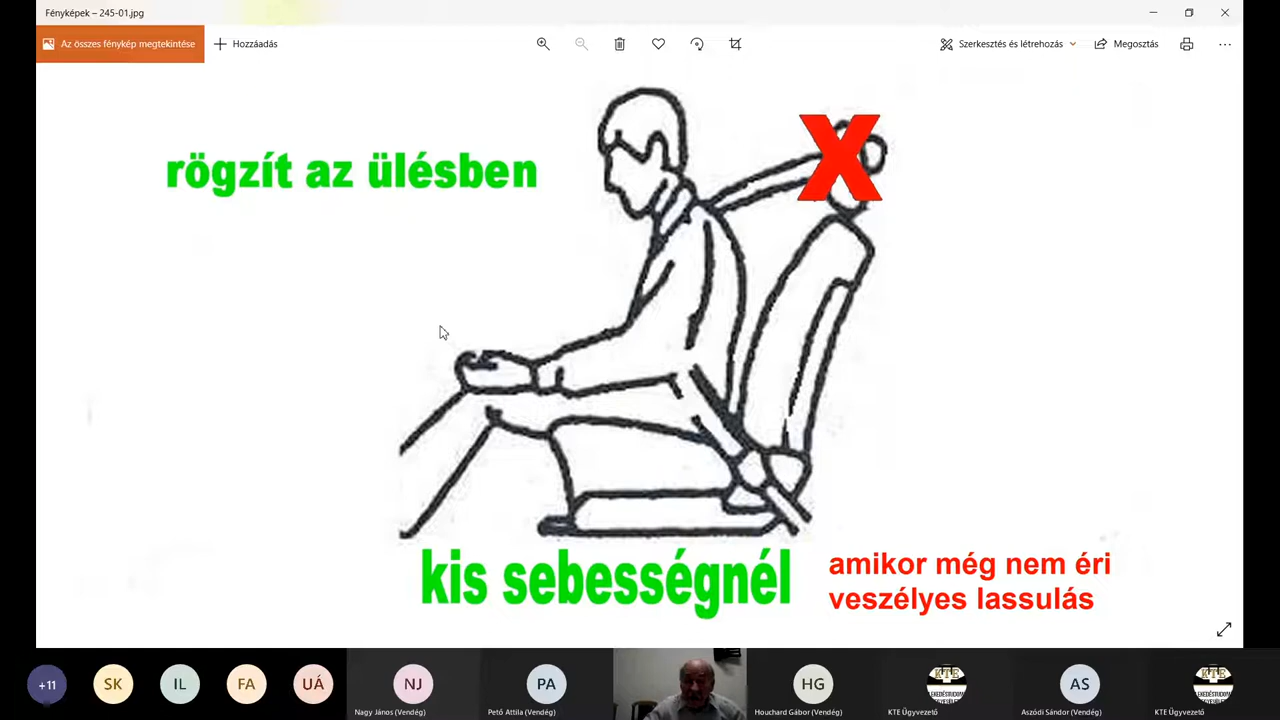 Fényképek – 245-01.jpg
Az összes fénykép megtekintése
Hozzáadás
Szerkesztés és létrehozás
Megosztás
rögzít az ülésben
X
kis sebességnél
amikor még nem éri
veszélyes lassulás
+11
SK
IL
FA
UÁ
NJ
Nagy János (Vendég)
PA
Pető Attila (Vendég)
HG
Houchard Gábor (Vendég)
KTE
KTE Ügyvezető
AS
Aszódi Sándor (Vendég)
KTE
KTE Ügyvezető